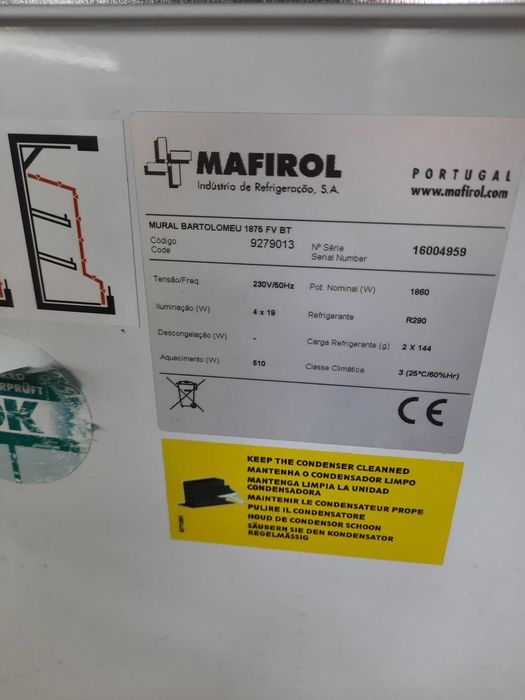 MAFIROL
Indústria de Refrigeração, S.A.
PORTUGAL
www.mafirol.com
MURAL BARTOLOMEU 1875 FV BT
Código
Code
9279013
Nº Série
Serial Number
16004959
Tensão/Freq.
230V/50Hz
Pot. Nominal (W)
1860
Iluminação (W)
4 x 19
Refrigerante
R290
Descongelação (W)
-
Carga Refrigerante (g)
2 X 144
Aquecimento (W)
610
Classe Climática
3 (25°C/60%Hr)
CE
RPRÜFT
OK
KEEP THE CONDENSER CLEANNED
MANTENHA O CONDENSADOR LIMPO
MANTENGA LIMPIA LA UNIDAD
CONDENSADORA
MAINTENIR LE CONDENSATEUR PROPE
PULIRE IL CONDENSATORE
HOUD DE CONDENSOR SCHOON
SÄUBERN SIE DEN KONDENSATOR
REGELMÄSSIG